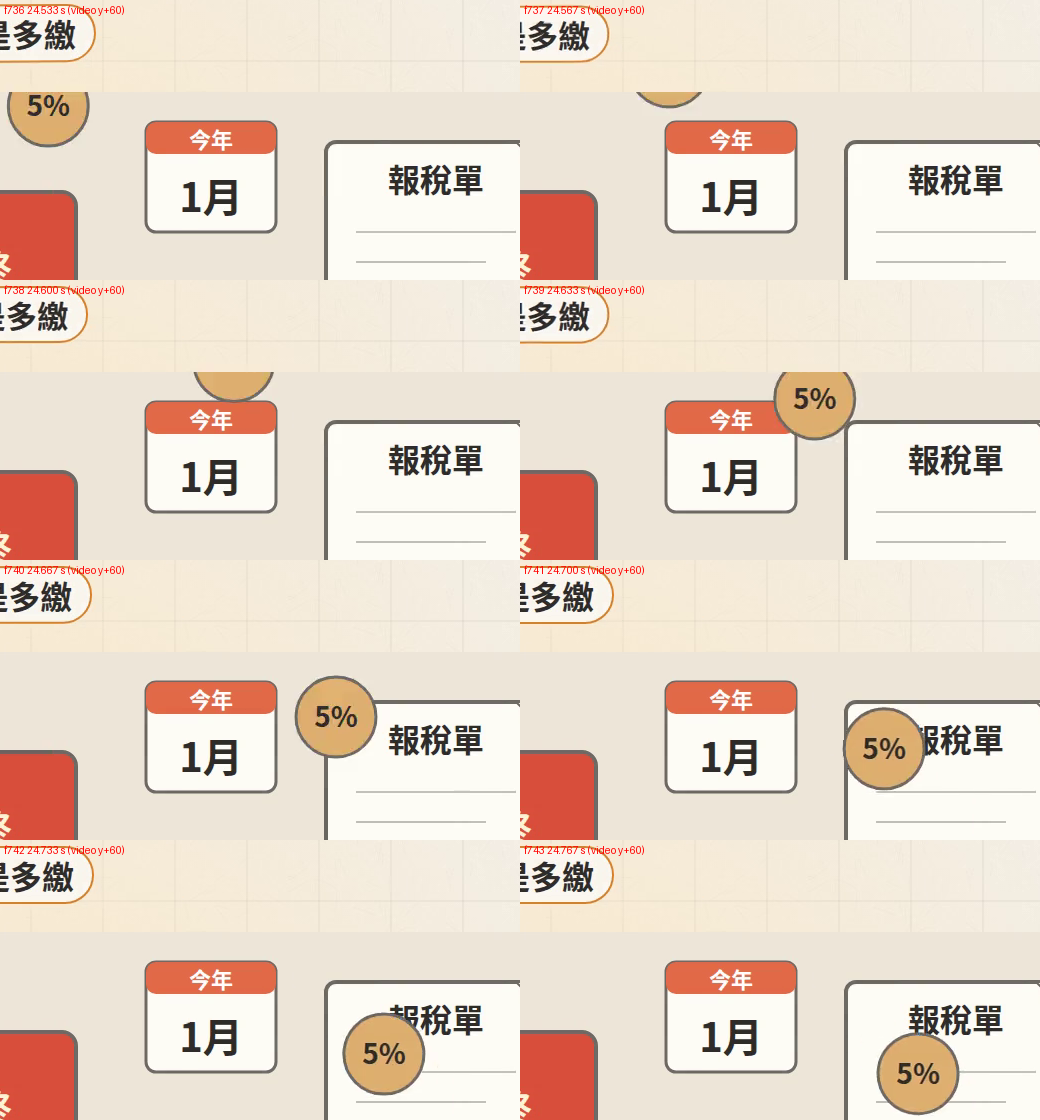 f736 24.533 s (video y+60)
是多繳
5%
今年
1月
報稅單
f737 24.567 s (video y+60)
是多繳
今年
1月
報稅單
f738 24.600 s (video y+60)
是多繳
今年
1月
報稅單
f739 24.633 s (video y+60)
是多繳
5%
今年
1月
報稅單
f740 24.667 s (video y+60)
是多繳
5%
今年
1月
報稅單
f741 24.700 s (video y+60)
是多繳
今年
1月
5%
報稅單
f742 24.733 s (video y+60)
是多繳
今年
1月
報稅單
5%
f743 24.767 s (video y+60)
是多繳
今年
1月
報稅單
5%